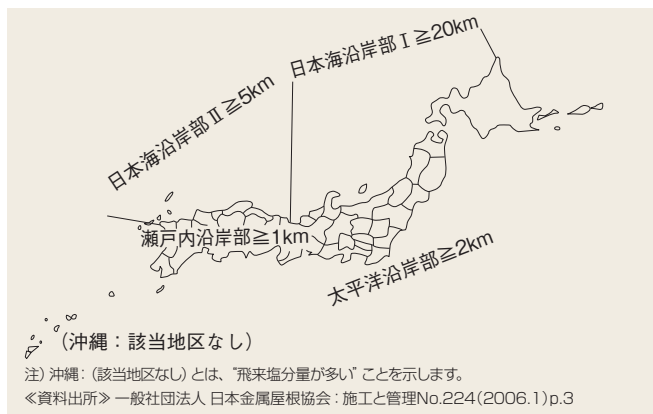 日本海沿岸部Ⅰ≧20km
日本海沿岸部Ⅱ≧5km
瀬戸内沿岸部≧1km
太平洋沿岸部≧2km
（沖縄：該当地区なし）
注）沖縄：（該当地区なし）とは、“飛来塩分量が多い”ことを示します。
≪資料出所≫一般社団法人 日本金属屋根協会：施工と管理No.224（2006.1）p.3